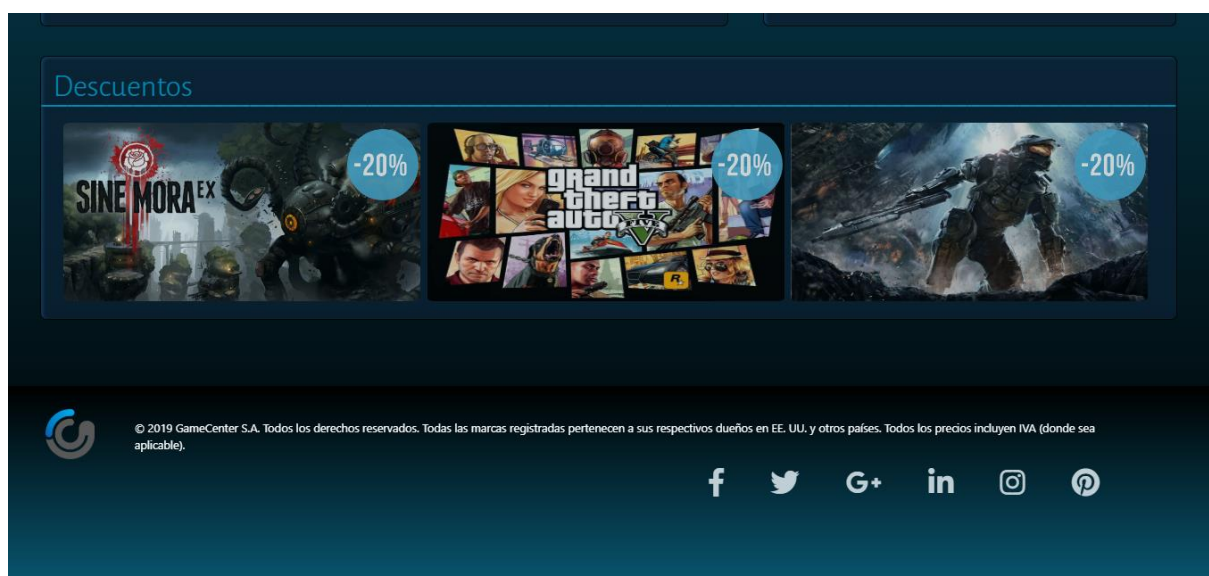 Descuentos
SINE MORA EX
-20%
grand
theft
auto
FIVE
R
-20%
-20%
© 2019 GameCenter S.A. Todos los derechos reservados. Todas las marcas registradas pertenecen a sus respectivos dueños en EE. UU. y otros países. Todos los precios incluyen IVA (donde sea
aplicable).
f G+ in